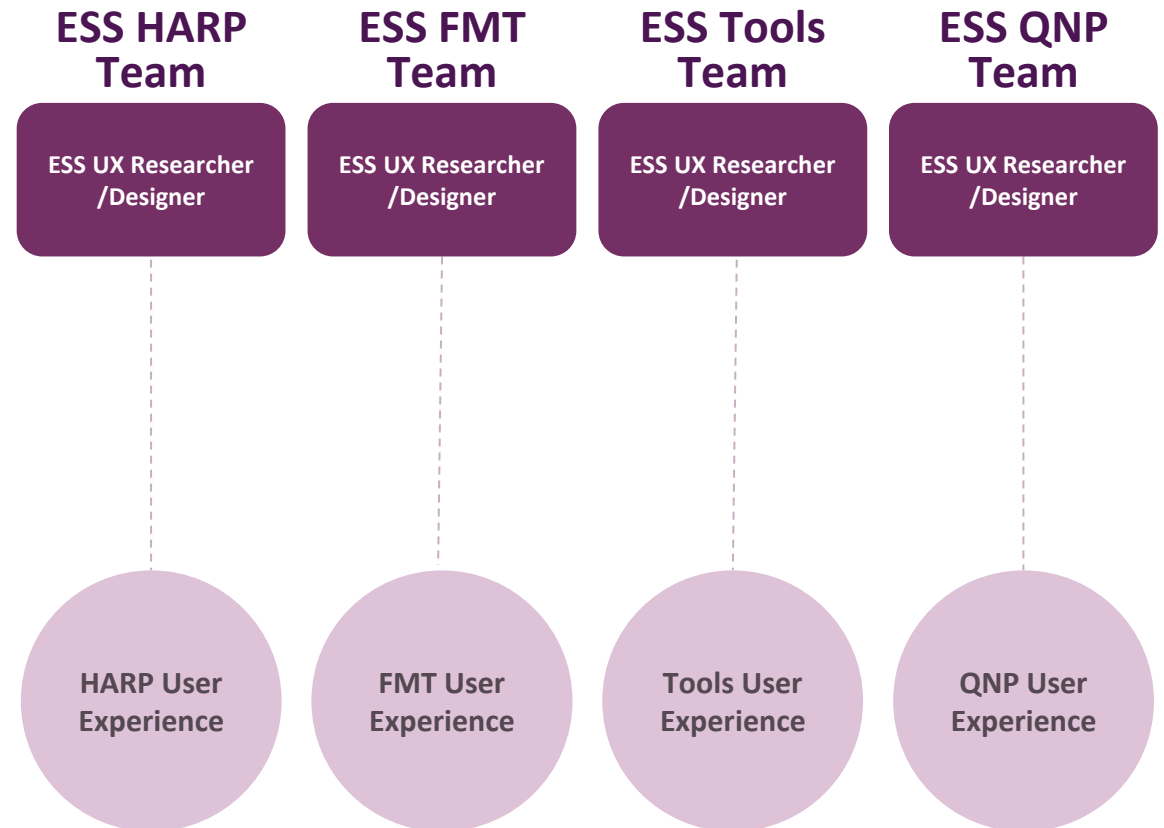 ESS HARP
Team
ESS FMT
Team
ESS Tools
Team
ESS QNP
Team
ESS UX Researcher
/Designer
ESS UX Researcher
/Designer
ESS UX Researcher
/Designer
ESS UX Researcher
/Designer
HARP User
Experience
FMT User
Experience
Tools User
Experience
QNP User
Experience